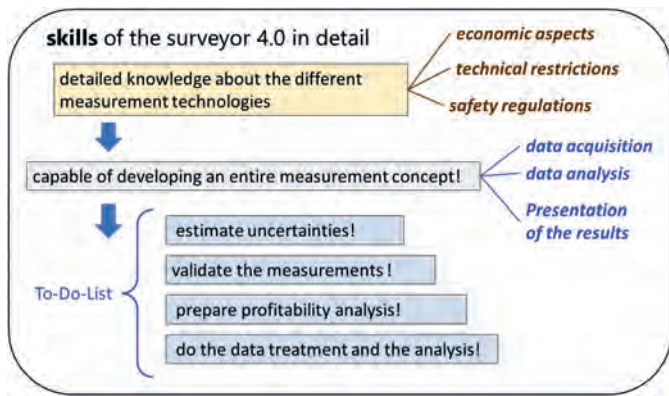 skills of the surveyor 4.0 in detail
economic aspects
detailed knowledge about the different
measurement technologies
technical restrictions
safety regulations
data acquisition
capable of developing an entire measurement concept!
data analysis
Presentation
of the results
To-Do-List
estimate uncertainties!
validate the measurements !
prepare profitability analysis!
do the data treatment and the analysis!